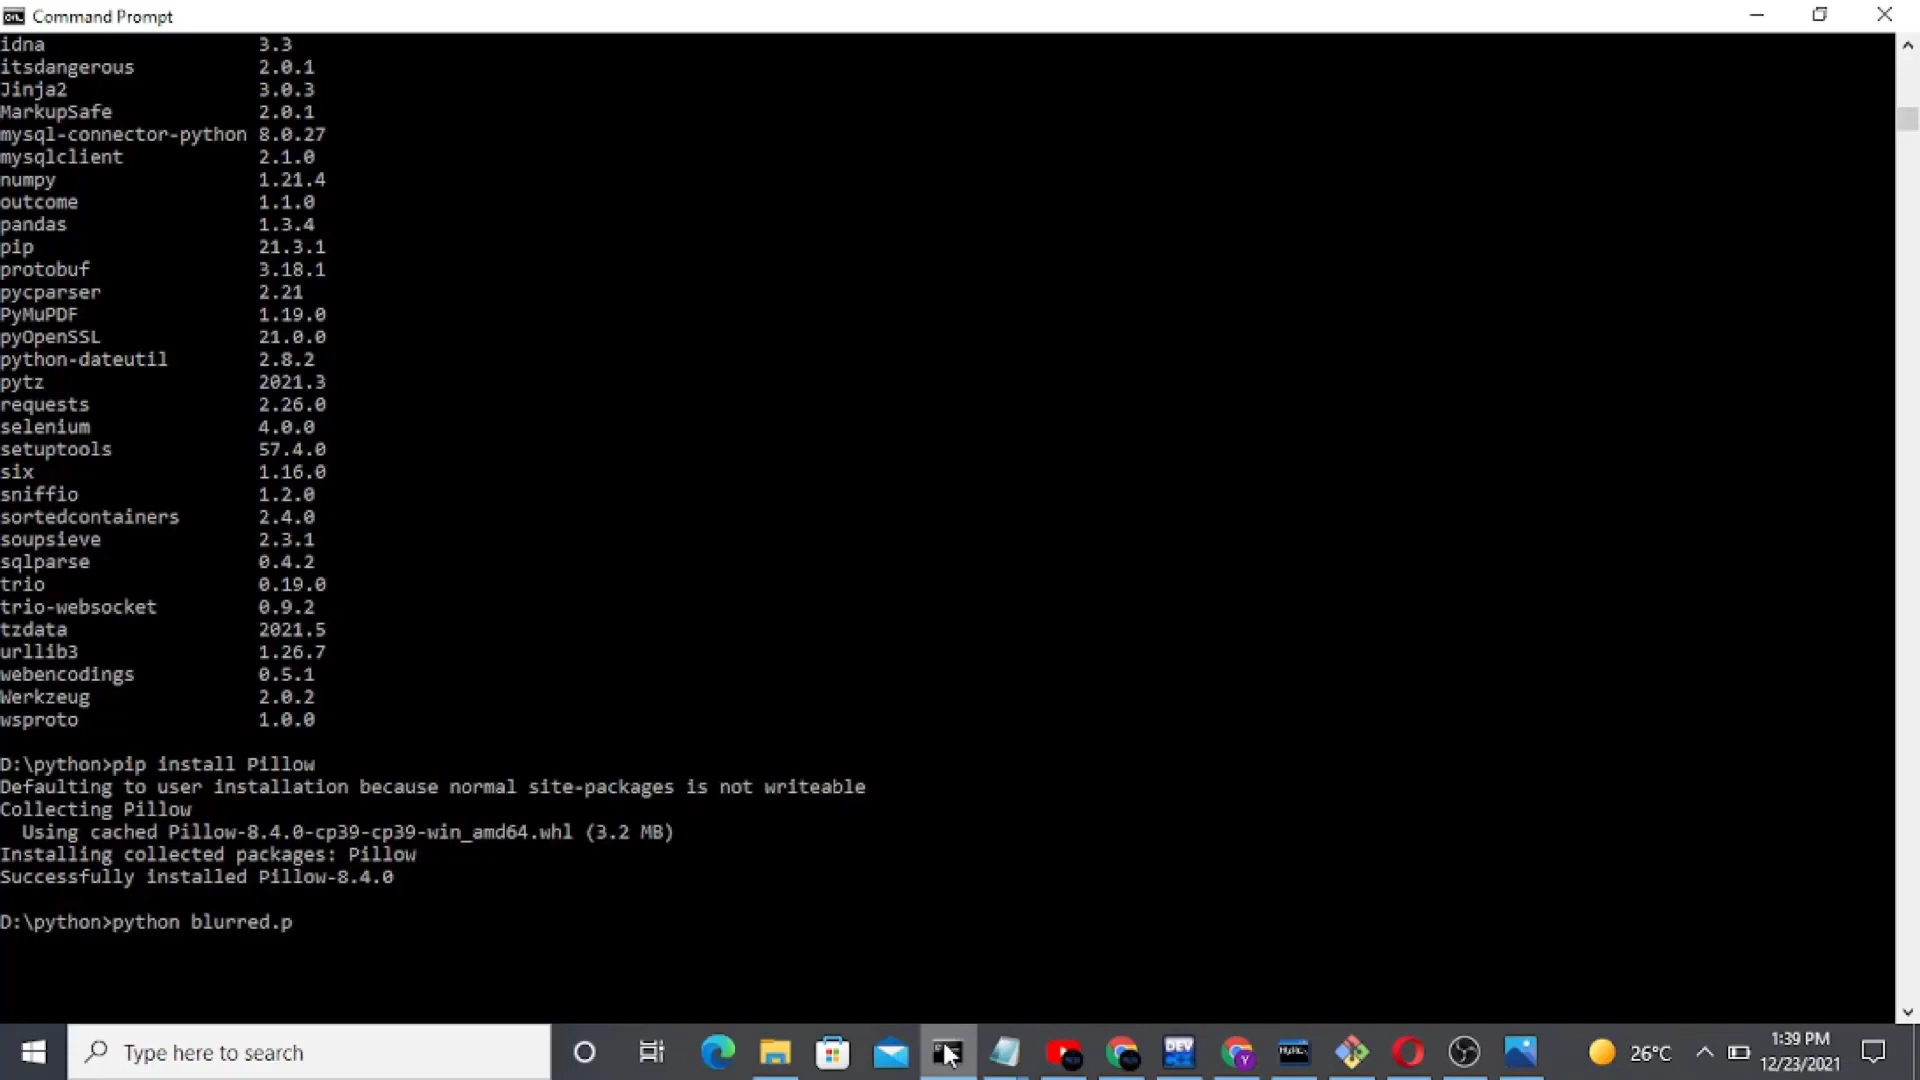 Command Prompt
idna 3.3
itsdangerous 2.0.1
Jinja2 3.0.3
MarkupSafe 2.0.1
mysql-connector-python 8.0.27
mysqlclient 2.1.0
numpy 1.21.4
outcome 1.1.0
pandas 1.3.4
pip 21.3.1
protobuf 3.18.1
pycparser 2.21
PyMuPDF 1.19.0
pyOpenSSL 21.0.0
python-dateutil 2.8.2
pytz 2021.3
requests 2.26.0
selenium 4.0.0
setuptools 57.4.0
six 1.16.0
sniffio 1.2.0
sortedcontainers 2.4.0
soupsieve 2.3.1
sqlparse 0.4.2
trio 0.19.0
trio-websocket 0.9.2
tzdata 2021.5
urllib3 1.26.7
webencodings 0.5.1
Werkzeug 2.0.2
wsproto 1.0.0
D:\python>pip install Pillow
Defaulting to user installation because normal site-packages is not writeable
Collecting Pillow
Using cached Pillow-8.4.0-cp39-cp39-win_amd64.whl (3.2 MB)
Installing collected packages: Pillow
Successfully installed Pillow-8.4.0
D:\python>python blurred.p
Type here to search
DEV
Y
26°C
1:39 PM
12/23/2021